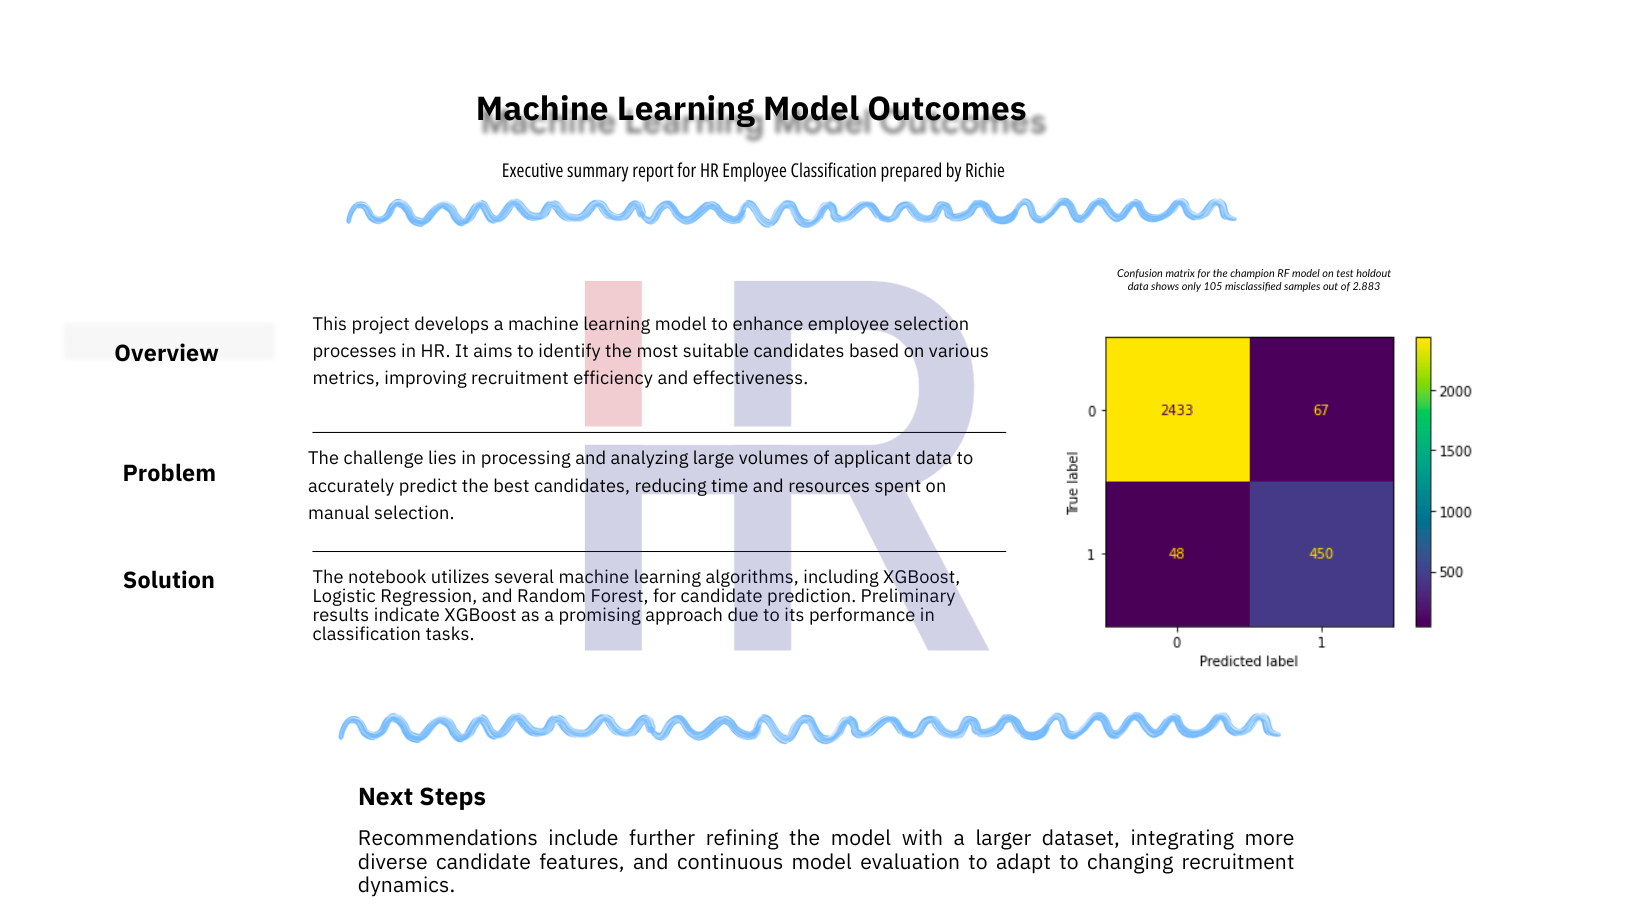 Machine Learning Model Outcomes
Executive summary report for HR Employee Classification prepared by Richie
Overview
This project develops a machine learning model to enhance employee selection
processes in HR. It aims to identify the most suitable candidates based on various
metrics, improving recruitment efficiency and effectiveness.
Problem
The challenge lies in processing and analyzing large volumes of applicant data to
accurately predict the best candidates, reducing time and resources spent on
manual selection.
Solution
The notebook utilizes several machine learning algorithms, including XGBoost,
Logistic Regression, and Random Forest, for candidate prediction. Preliminary
results indicate XGBoost as a promising approach due to its performance in
classification tasks.
HR
Confusion matrix for the champion RF model on test holdout
data shows only 105 misclassified samples out of 2.883
True label
0
1
2433
67
48
450
0
1
Predicted label
2000
1500
1000
500
Next Steps
Recommendations include further refining the model with a larger dataset, integrating more
diverse candidate features, and continuous model evaluation to adapt to changing recruitment
dynamics.